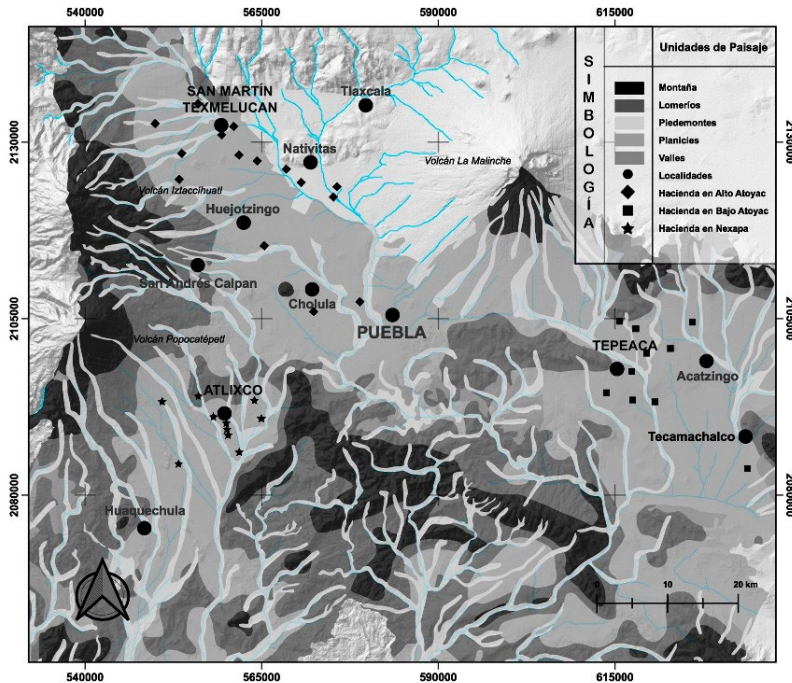 540000
565000
590000
615000
2130000
2105000
2080000
2130000
2105000
2080000
SIMBOLOGÍA
Unidades de Paisaje
Montaña
Lomeríos
Piedemontes
Planicies
Valles
Localidades
Hacienda en Alto Atoyac
Hacienda en Bajo Atoyac
Hacienda en Nexapa
SAN MARTÍN
TEXMELUCAN
Tlaxcala
Nativitas
Volcán La Malinche
Volcán Iztaccíhuatl
Huejotzingo
San Andrés Calpan
Cholula
PUEBLA
Volcán Popocatépetl
TEPEACA
Acatzingo
ATLIXCO
Tecamachalco
Huaquechula
0 10 20 km
540000
565000
590000
615000